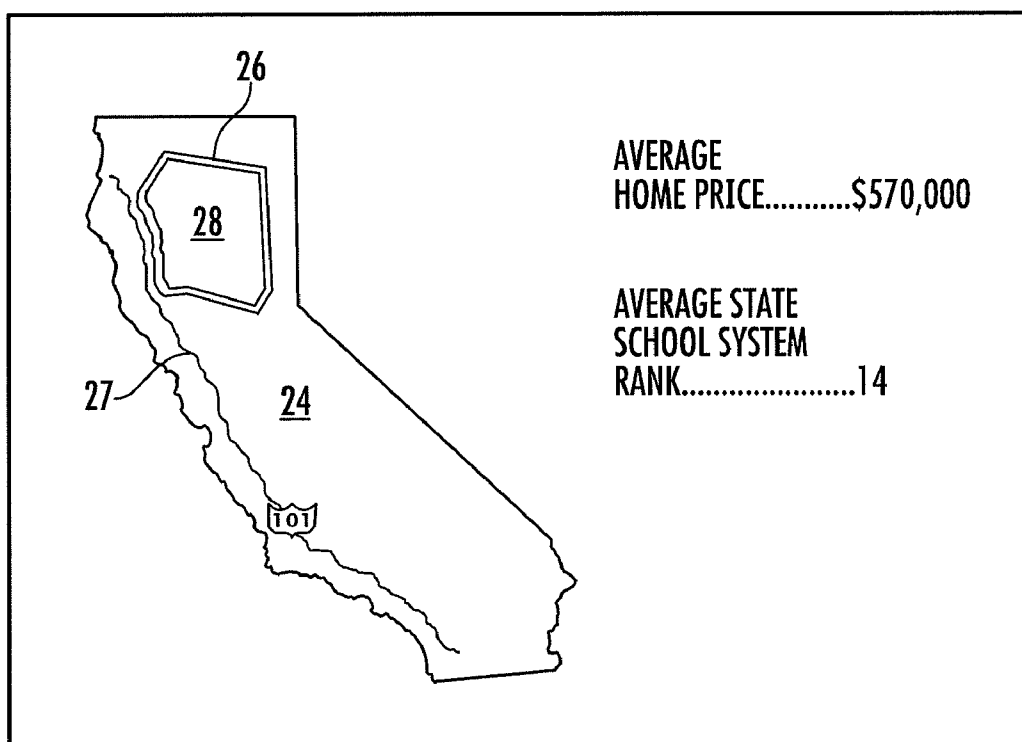 26
28
27
24
101
AVERAGE
HOME PRICE...........$570,000
AVERAGE STATE
SCHOOL SYSTEM
RANK.....................14